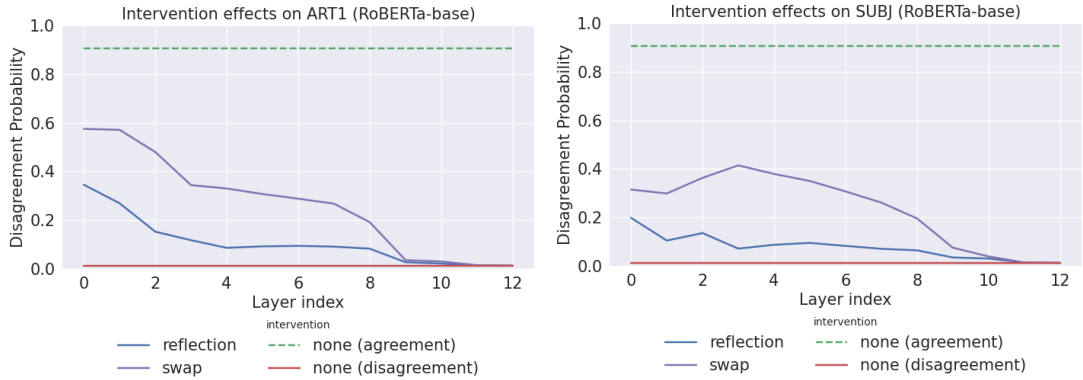 Intervention effects on ART1 (RoBERTa-base)
1.0
0.8
0.6
0.4
0.2
0.0
Disagreement Probability
0 2 4 6 8 10 12
Layer index
intervention
reflection none (agreement)
swap none (disagreement)
Intervention effects on SUBJ (RoBERTa-base)
1.0
0.8
0.6
0.4
0.2
0.0
Disagreement Probability
0 2 4 6 8 10 12
Layer index
intervention
reflection none (agreement)
swap none (disagreement)